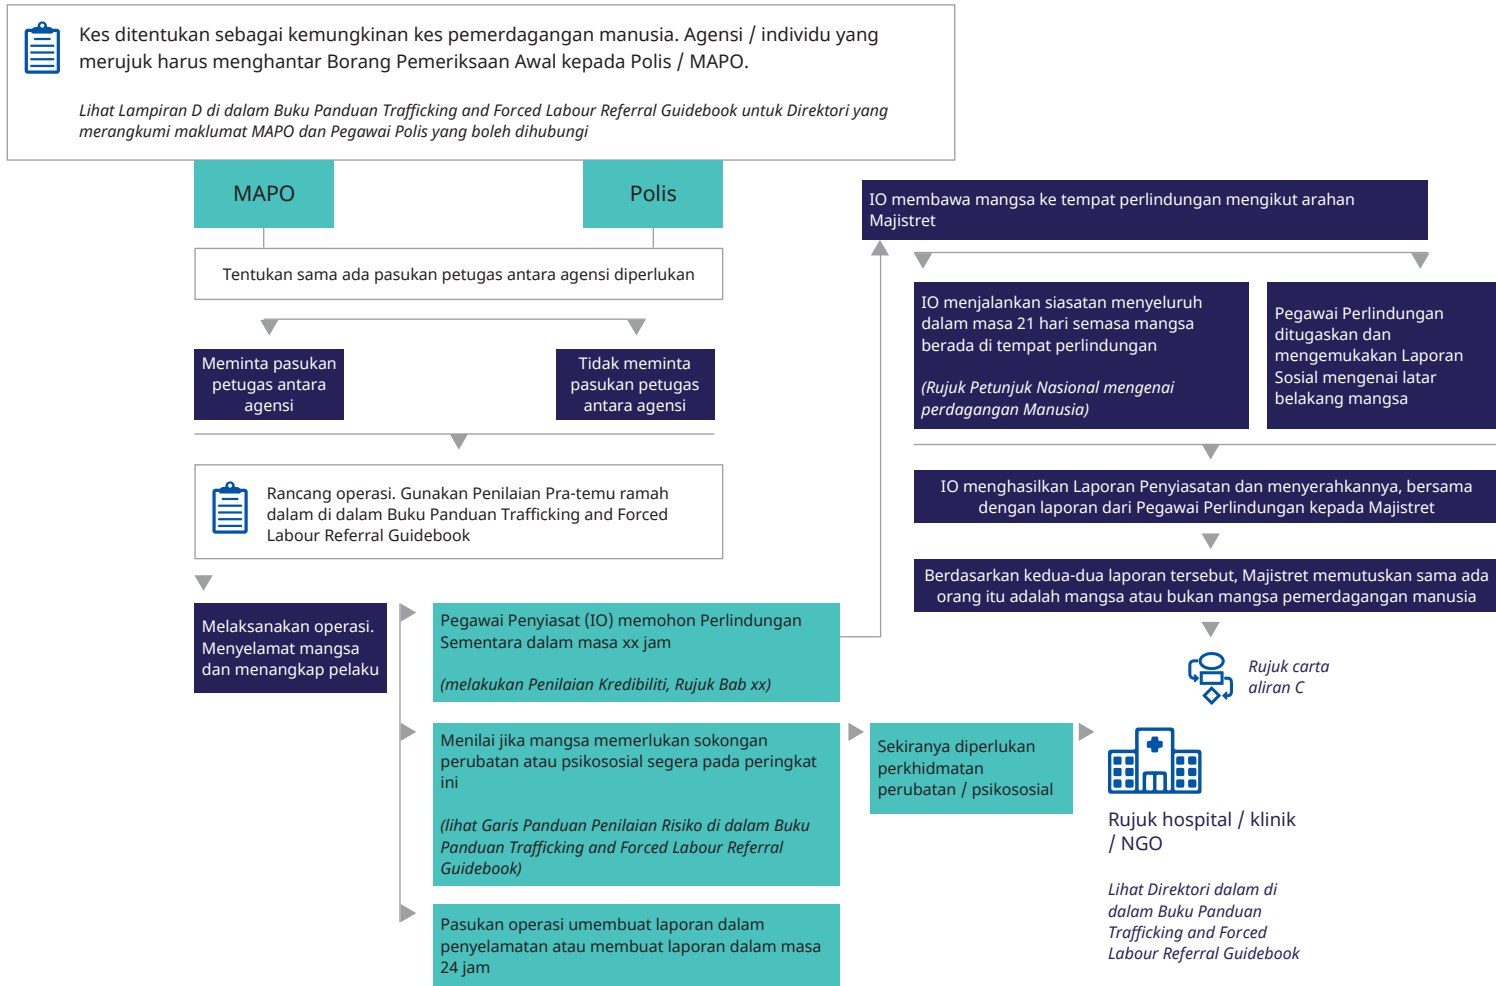 Kes ditentukan sebagai kemungkinan kes pemerdagangan manusia. Agensi / individu yang
merujuk harus menghantar Borang Pemeriksaan Awal kepada Polis / MAPO.
Lihat Lampiran D di dalam Buku Panduan Trafficking and Forced Labour Referral Guidebook untuk Direktori yang
merangkumi maklumat MAPO dan Pegawai Polis yang boleh dihubungi
MAPO
Polis
Tentukan sama ada pasukan petugas antara agensi diperlukan
Meminta pasukan
petugas antara
agensi
Tidak meminta
pasukan petugas
antara agensi
Rancang operasi. Gunakan Penilaian Pra-temu ramah
dalam di dalam Buku Panduan Trafficking and Forced
Labour Referral Guidebook
Melaksanakan operasi.
Menyelamat mangsa
dan menangkap pelaku
Pegawai Penyiasat (IO) memohon Perlindungan
Sementara dalam masa xx jam
(melakukan Penilaian Kredibiliti, Rujuk Bab xx)
Menilai jika mangsa memerlukan sokongan
perubatan atau psikososial segera pada peringkat
ini
(lihat Garis Panduan Penilaian Risiko di dalam Buku
Panduan Trafficking and Forced Labour Referral
Guidebook)
Pasukan operasi umembuat laporan dalam
penyelamatan atau membuat laporan dalam masa
24 jam
Sekiranya diperlukan
perkhidmatan
perubatan / psikososial
Rujuk hospital / klinik
/ NGO
Lihat Direktori dalam di
dalam Buku Panduan
Trafficking and Forced
Labour Referral Guidebook
IO membawa mangsa ke tempat perlindungan mengikut arahan
Majistret
IO menjalankan siasatan menyeluruh
dalam masa 21 hari semasa mangsa
berada di tempat perlindungan
(Rujuk Petunjuk Nasional mengenai
perdagangan Manusia)
Pegawai Perlindungan
ditugaskan dan
mengemukakan Laporan
Sosial mengenai latar
belakang mangsa
IO menghasilkan Laporan Penyiasatan dan menyerahkannya, bersama
dengan laporan dari Pegawai Perlindungan kepada Majistret
Berdasarkan kedua-dua laporan tersebut, Majistret memutuskan sama ada
orang itu adalah mangsa atau bukan mangsa pemerdagangan manusia
Rujuk carta
aliran C